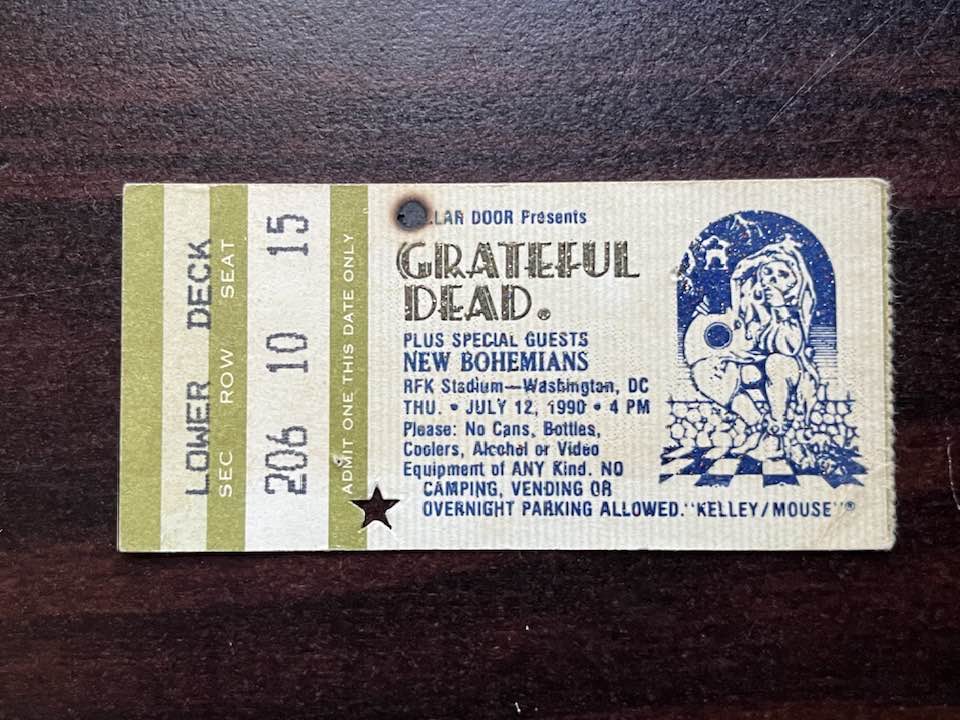 LOWER DECK
SEC ROW SEAT
206 10 15
ADMIT ONE THIS DATE ONLY
LAR DOOR Presents
GRATEFUL
DEAD.®
PLUS SPECIAL GUESTS
NEW BOHEMIANS
RFK Stadium—Washington, DC
THU. • JULY 12, 1990 • 4 PM
Please: No Cans, Bottles,
Coolers, Alcohol or Video
Equipment of ANY Kind. NO
CAMPING, VENDING OR
OVERNIGHT PARKING ALLOWED. "KELLEY/MOUSE"®